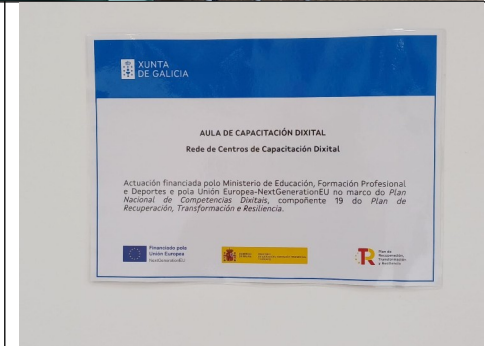 XUNTA
DE GALICIA
AULA DE CAPACITACIÓN DIXITAL
Rede de Centros de Capacitación Dixital
Actuación financiada polo Ministerio de Educación, Formación Profesional
e Deportes e pola Unión Europea-NextGenerationEU no marco do Plan
Nacional de Competencias Dixitais, compoñente 19 do Plan de
Recuperación, Transformación e Resiliencia.
Financiado pola
Unión Europea
NextGenerationEU
Plan de
Recuperación,
Transformación
y Resiliencia